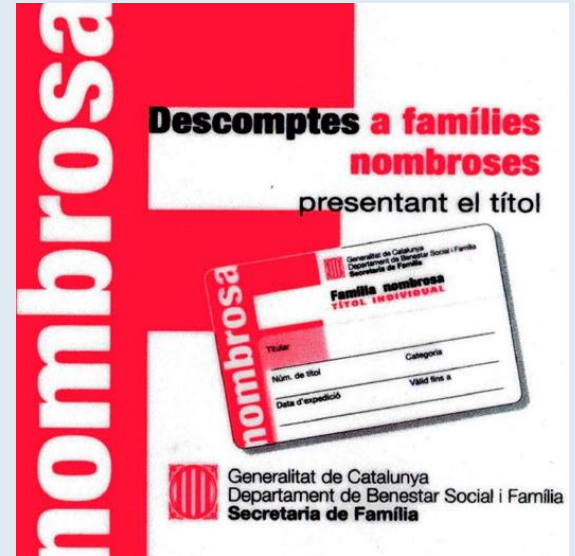 nombrosa
Descomptes a famílies
nombroses
presentant el títol
nombrosa
Generalitat de Catalunya
Departament de Benestar Social i Família
Secretaria de Família
Família nombrosa
TÍTOL INDIVIDUAL
Titular
Categoria
Núm. de títol
Vàlid fins a
Data d'expedició
Generalitat de Catalunya
Departament de Benestar Social i Família
Secretaria de Família